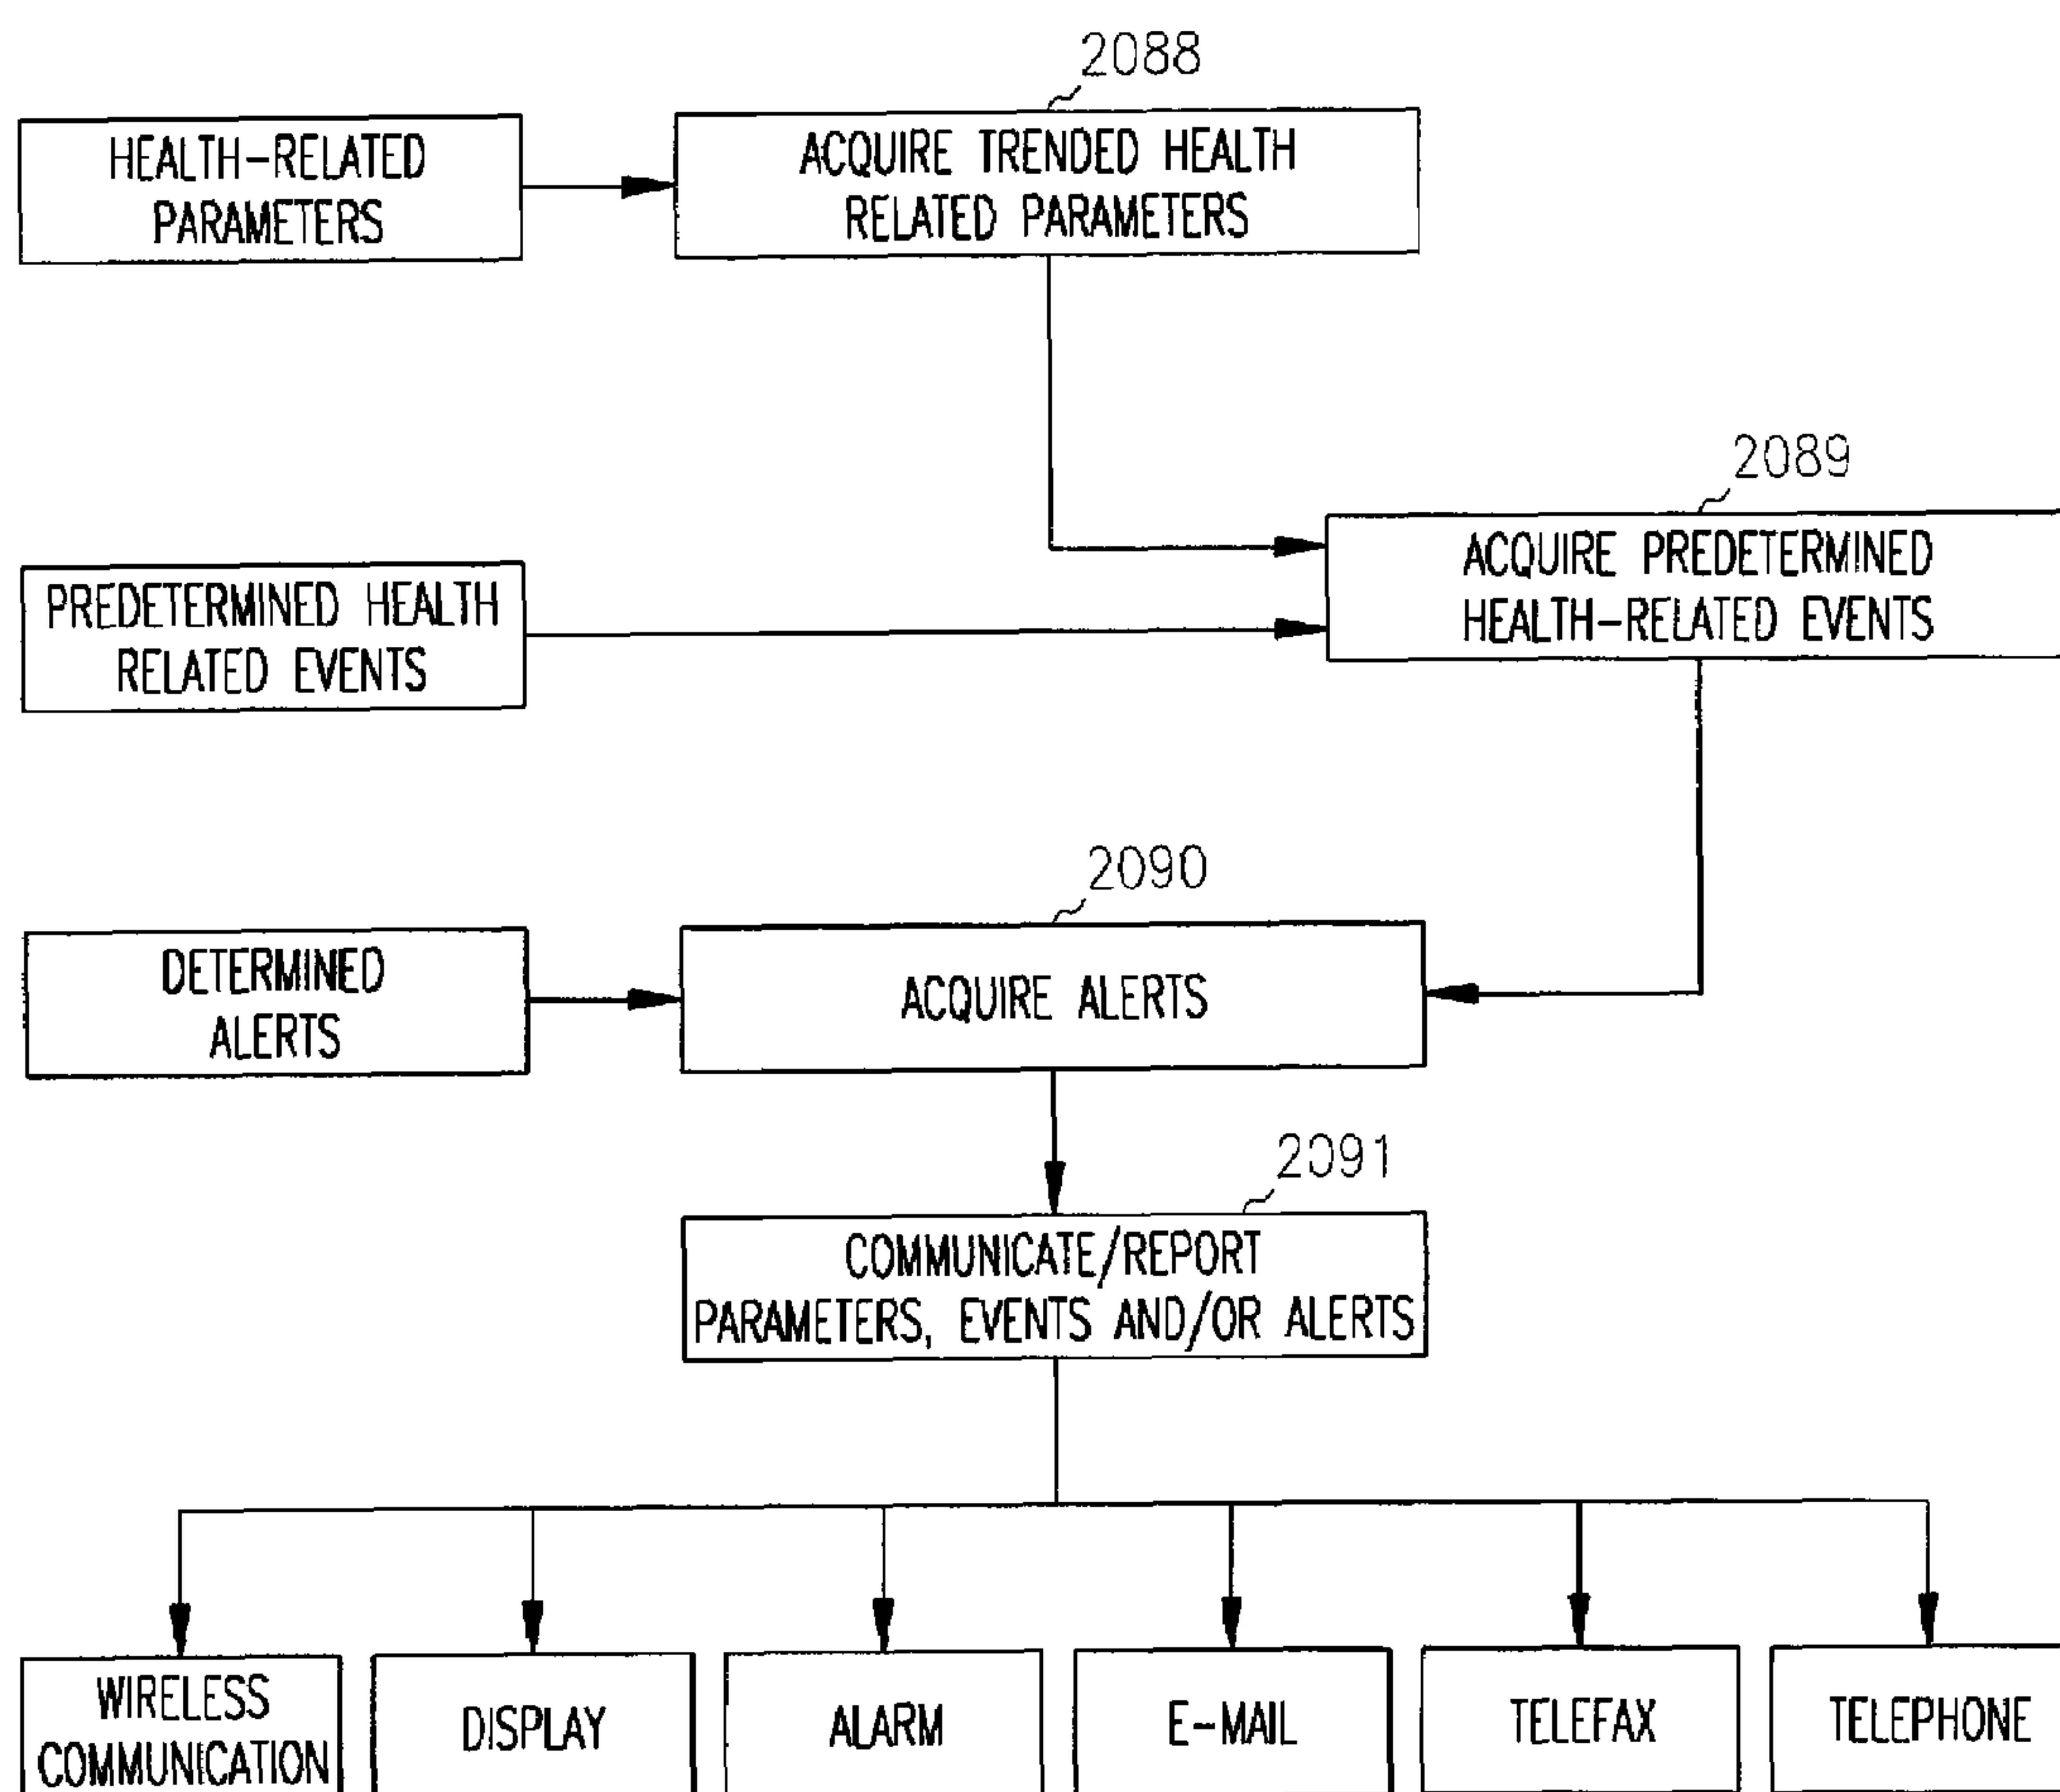 2088
HEALTH-RELATED
PARAMETERS
ACQUIRE TRENDED HEALTH
RELATED PARAMETERS
2089
PREDETERMINED HEALTH
RELATED EVENTS
ACQUIRE PREDETERMINED
HEALTH-RELATED EVENTS
2090
DETERMINED
ALERTS
ACQUIRE ALERTS
2091
COMMUNICATE/REPORT
PARAMETERS, EVENTS AND/OR ALERTS
WIRELESS
COMMUNICATION
DISPLAY
ALARM
E-MAIL
TELEFAX
TELEPHONE